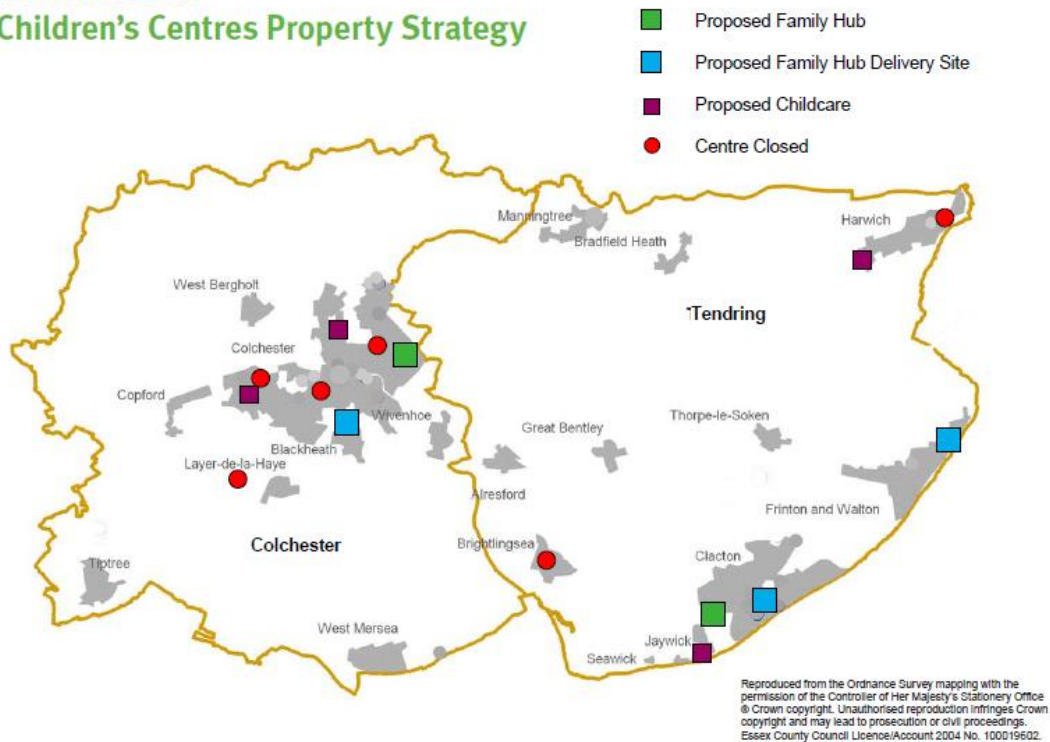 Children's Centres Property Strategy
Proposed Family Hub
Proposed Family Hub Delivery Site
Proposed Childcare
Centre Closed
Manningtree
Harwich
Bradfield Heath
West Bergholt
Tendring
Colchester
Copford
Wivenhoe
Thorpe-le-Soken
Great Bentley
Blackheath
Layer-de-la-Haye
Alresford
Frinton and Walton
Colchester
Brightlingsea
Clacton
Tiptree
West Mersea
Jaywick
Seawick
Reproduced from the Ordnance Survey mapping with the
permission of the Controller of Her Majesty's Stationery Office
® Crown copyright. Unauthorised reproduction infringes Crown
copyright and may lead to prosecution or civil proceedings.
Essex County Council Licence/Account 2004 No. 100019602.